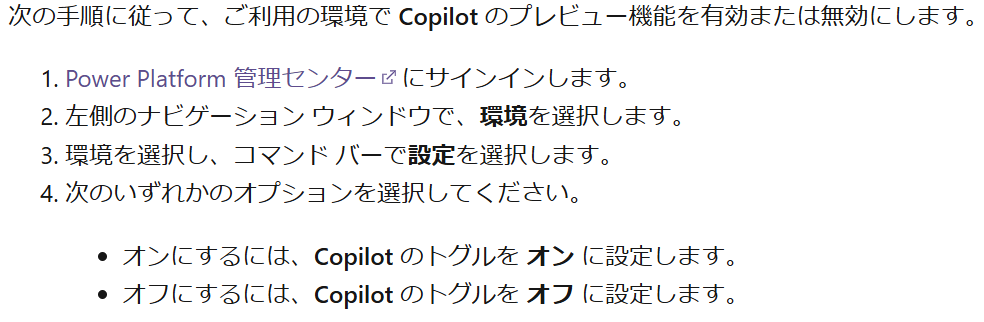 次の手順に従って、ご利用の環境で Copilot のプレビュー機能を有効または無効にします。
1. Power Platform 管理センター にサインインします。
2. 左側のナビゲーション ウィンドウで、環境を選択します。
3. 環境を選択し、コマンド バーで設定を選択します。
4. 次のいずれかのオプションを選択してください。
• オンにするには、Copilot のトグルを オン に設定します。
• オフにするには、Copilot のトグルを オフ に設定します。